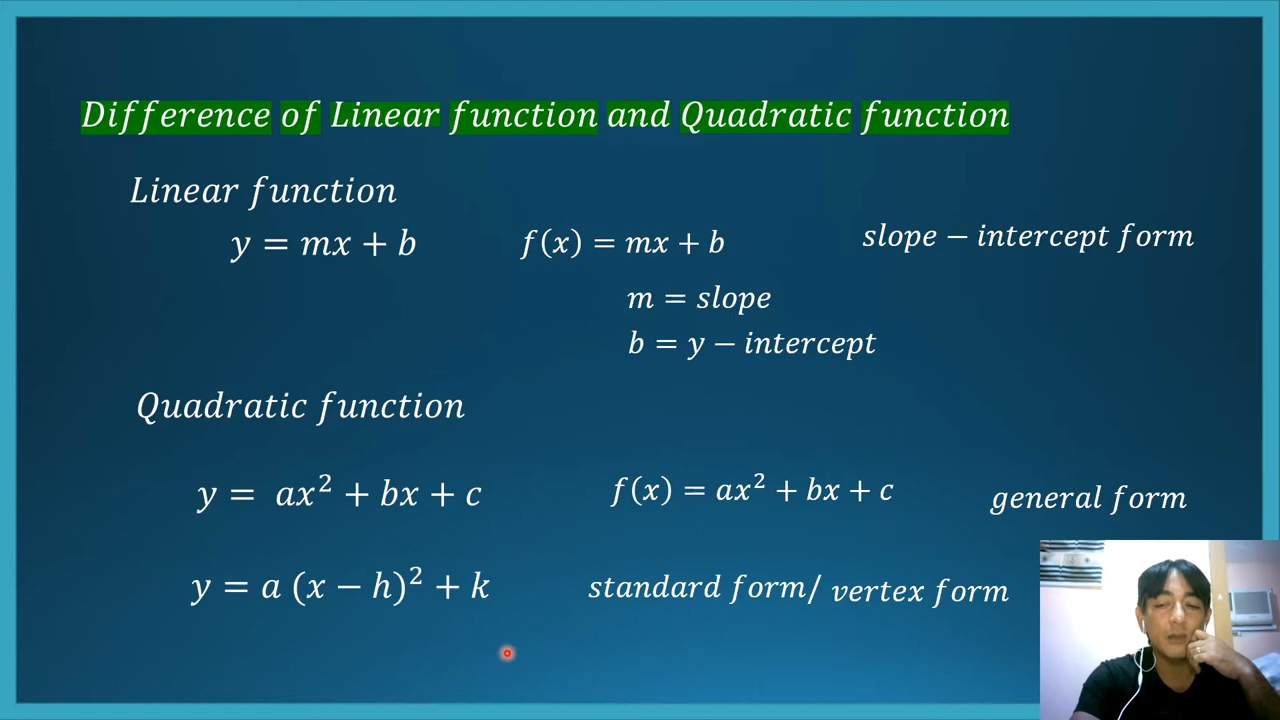 Difference of Linear function and Quadratic function
Linear function
y = mx + b f(x) = mx + b slope − intercept form
m = slope
b = y − intercept
Quadratic function
y = ax² + bx + c f(x) = ax² + bx + c general form
y = a (x − h)² + k standard form/ vertex form